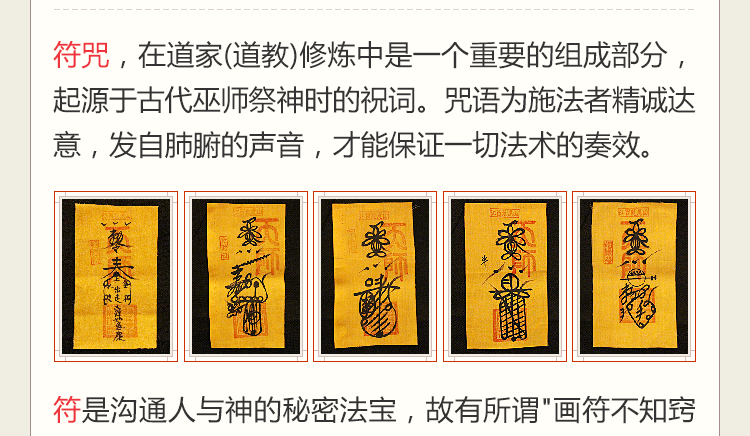 符咒，在道家(道教)修炼中是一个重要的组成部分，
起源于古代巫师祭神时的祝词。咒语为施法者精诚达
意，发自肺腑的声音，才能保证一切法术的奏效。
符是沟通人与神的秘密法宝，故有所谓"画符不知窍